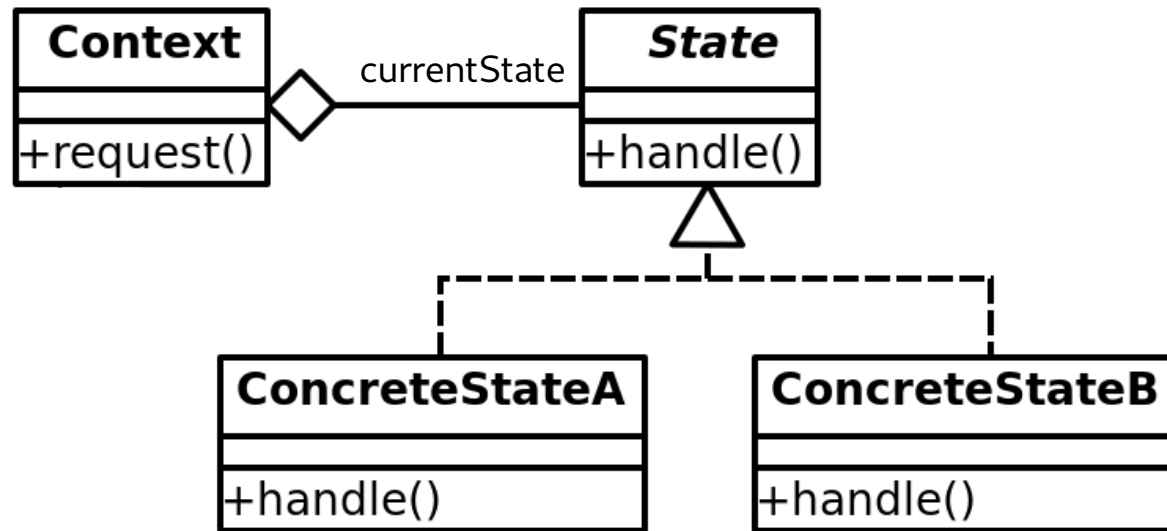 Context
currentState
State
+request()
+handle()
ConcreteStateA
ConcreteStateB
+handle()
+handle()